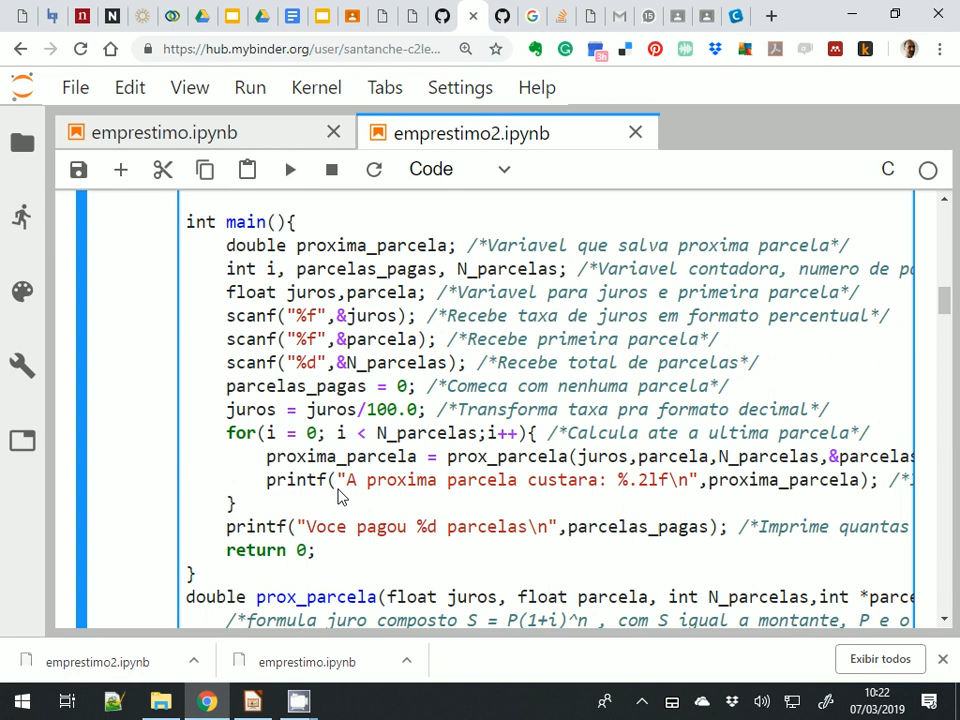 https://hub.mybinder.org/user/santanche-c2le...
3h
File Edit View Run Kernel Tabs Settings Help
emprestimo.ipynb
emprestimo2.ipynb
Code
C
int main(){
double proxima_parcela; /*Variavel que salva proxima parcela*/
int i, parcelas_pagas, N_parcelas; /*Variavel contadora, numero de pa
float juros,parcela; /*Variavel para juros e primeira parcela*/
scanf("%f",&juros); /*Recebe taxa de juros em formato percentual*/
scanf("%f",&parcela); /*Recebe primeira parcela*/
scanf("%d",&N_parcelas); /*Recebe total de parcelas*/
parcelas_pagas = 0; /*Comeca com nenhuma parcela*/
juros = juros/100.0; /*Transforma taxa pra formato decimal*/
for(i = 0; i < N_parcelas;i++){ /*Calcula ate a ultima parcela*/
proxima_parcela = prox_parcela(juros,parcela,N_parcelas,&parcelas
printf("A proxima parcela custara: %.2lf\n",proxima_parcela); /*I
}
printf("Voce pagou %d parcelas\n",parcelas_pagas); /*Imprime quantas
return 0;
}
double prox_parcela(float juros, float parcela, int N_parcelas,int *parce
/*formula juro composto S = P(1+i)^n , com S igual a montante, P e o
emprestimo2.ipynb
emprestimo.ipynb
Exibir todos
10:22
07/03/2019